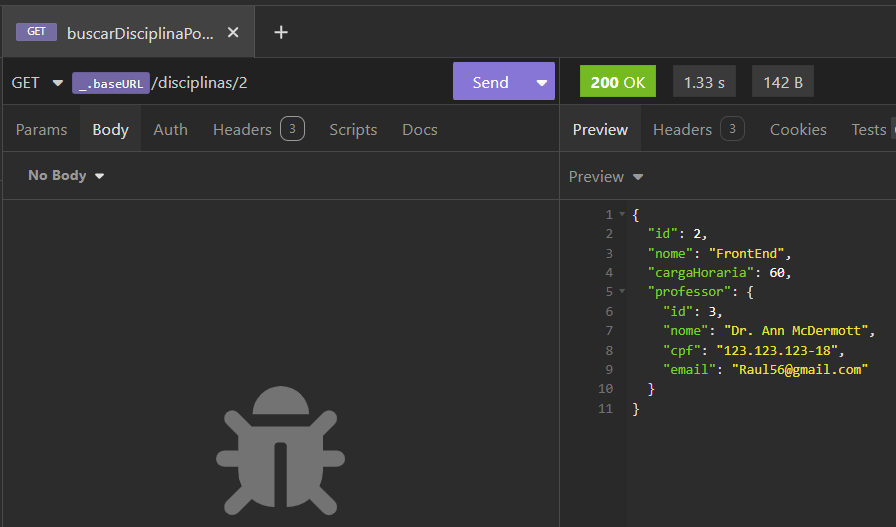 GET buscarDisciplinaPo...
GET _.baseURL/disciplinas/2 Send 200 OK 1.33 s 142 B
Params Body Auth Headers 3 Scripts Docs Preview Headers 3 Cookies Tests
No Body Preview
1 {
2 "id": 2,
3 "nome": "FrontEnd",
4 "cargaHoraria": 60,
5 "professor": {
6 "id": 3,
7 "nome": "Dr. Ann McDermott",
8 "cpf": "123.123.123-18",
9 "email": "Raul56@gmail.com"
10 }
11 }